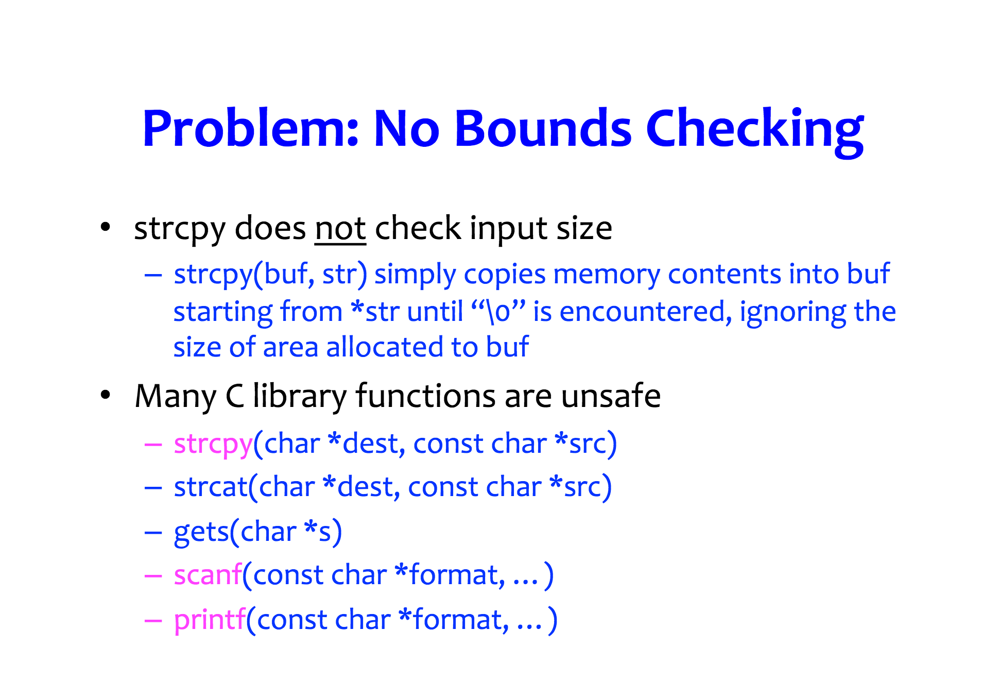 Problem: No Bounds Checking
• strcpy does not check input size
– strcpy(buf, str) simply copies memory contents into buf
starting from *str until “\0” is encountered, ignoring the
size of area allocated to buf
• Many C library functions are unsafe
– strcpy(char *dest, const char *src)
– strcat(char *dest, const char *src)
– gets(char *s)
– scanf(const char *format, … )
– printf(const char *format, … )